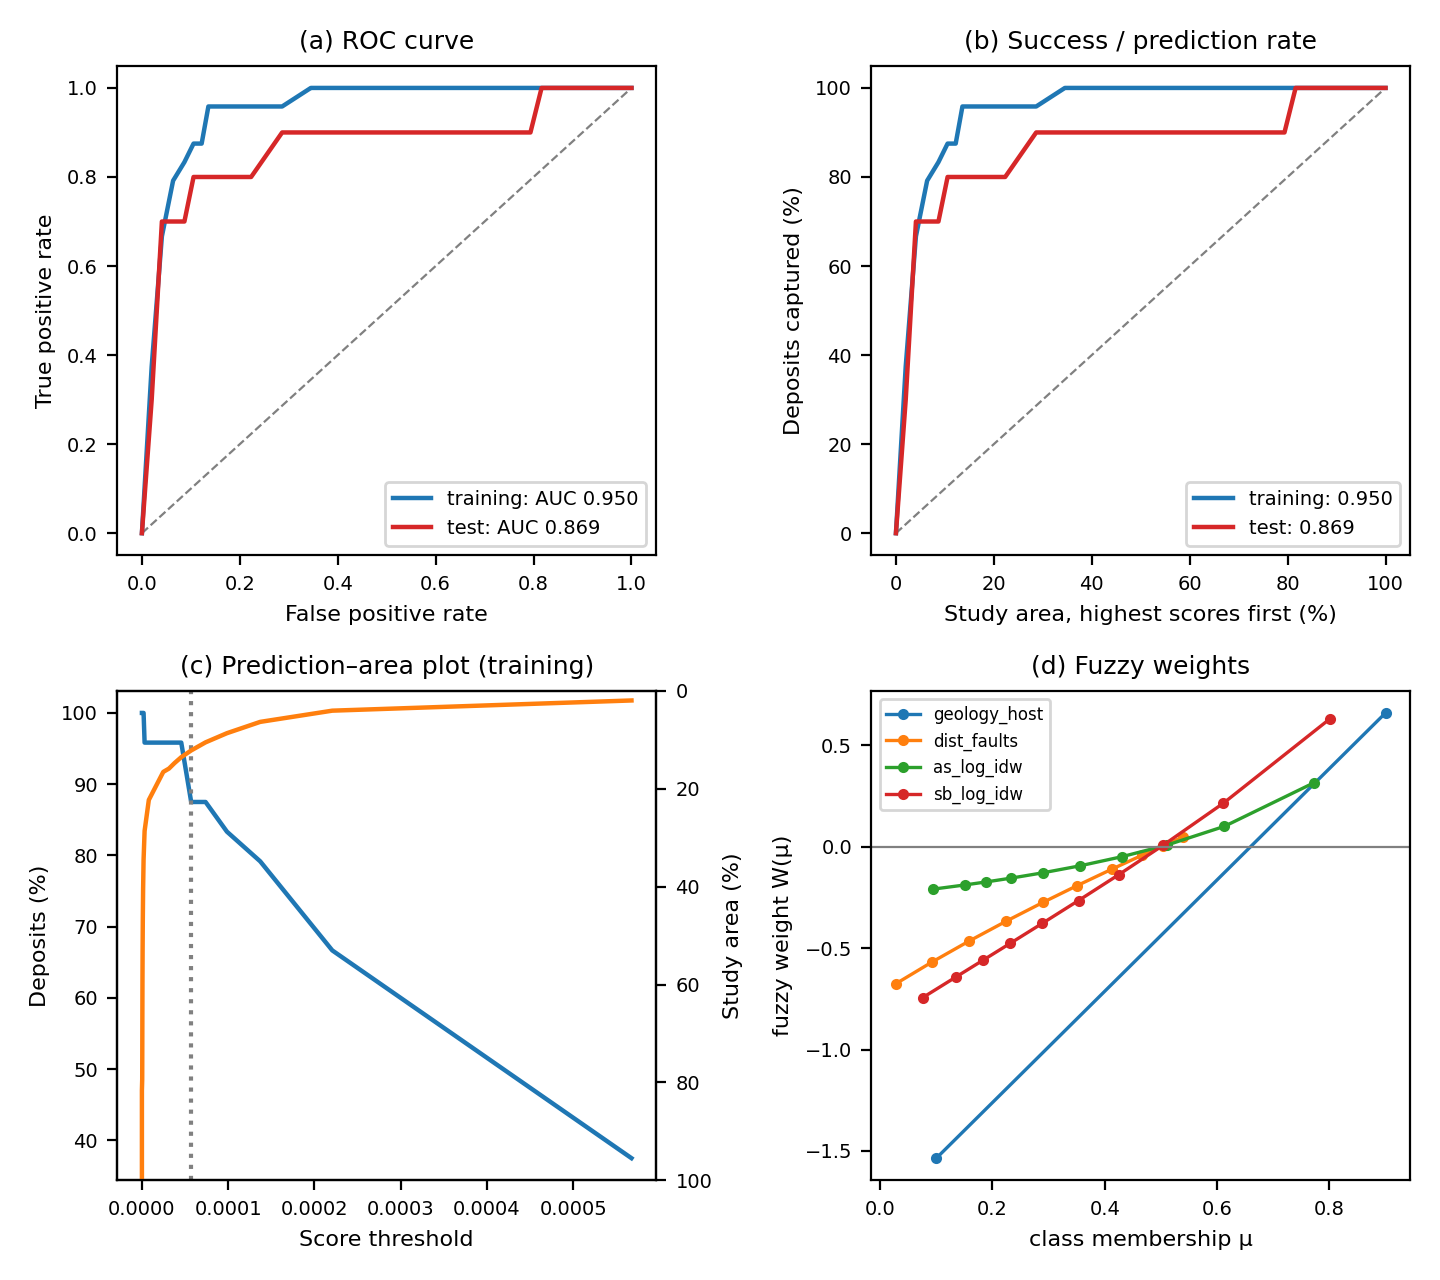 (a) ROC curve
True positive rate
1.0
0.8
0.6
0.4
0.2
0.0
training: AUC 0.950
test: AUC 0.869
0.0 0.2 0.4 0.6 0.8 1.0
False positive rate
(b) Success / prediction rate
Deposits captured (%)
100
80
60
40
20
0
training: 0.950
test: 0.869
0 20 40 60 80 100
Study area, highest scores first (%)
(c) Prediction–area plot (training)
Deposits (%)
100
90
80
70
60
50
40
0
20
40
60
80
100
Study area (%)
0.0000 0.0001 0.0002 0.0003 0.0004 0.0005
Score threshold
(d) Fuzzy weights
fuzzy weight W(μ)
0.5
0.0
−0.5
−1.0
−1.5
geology_host
dist_faults
as_log_idw
sb_log_idw
0.0 0.2 0.4 0.6 0.8
class membership μ